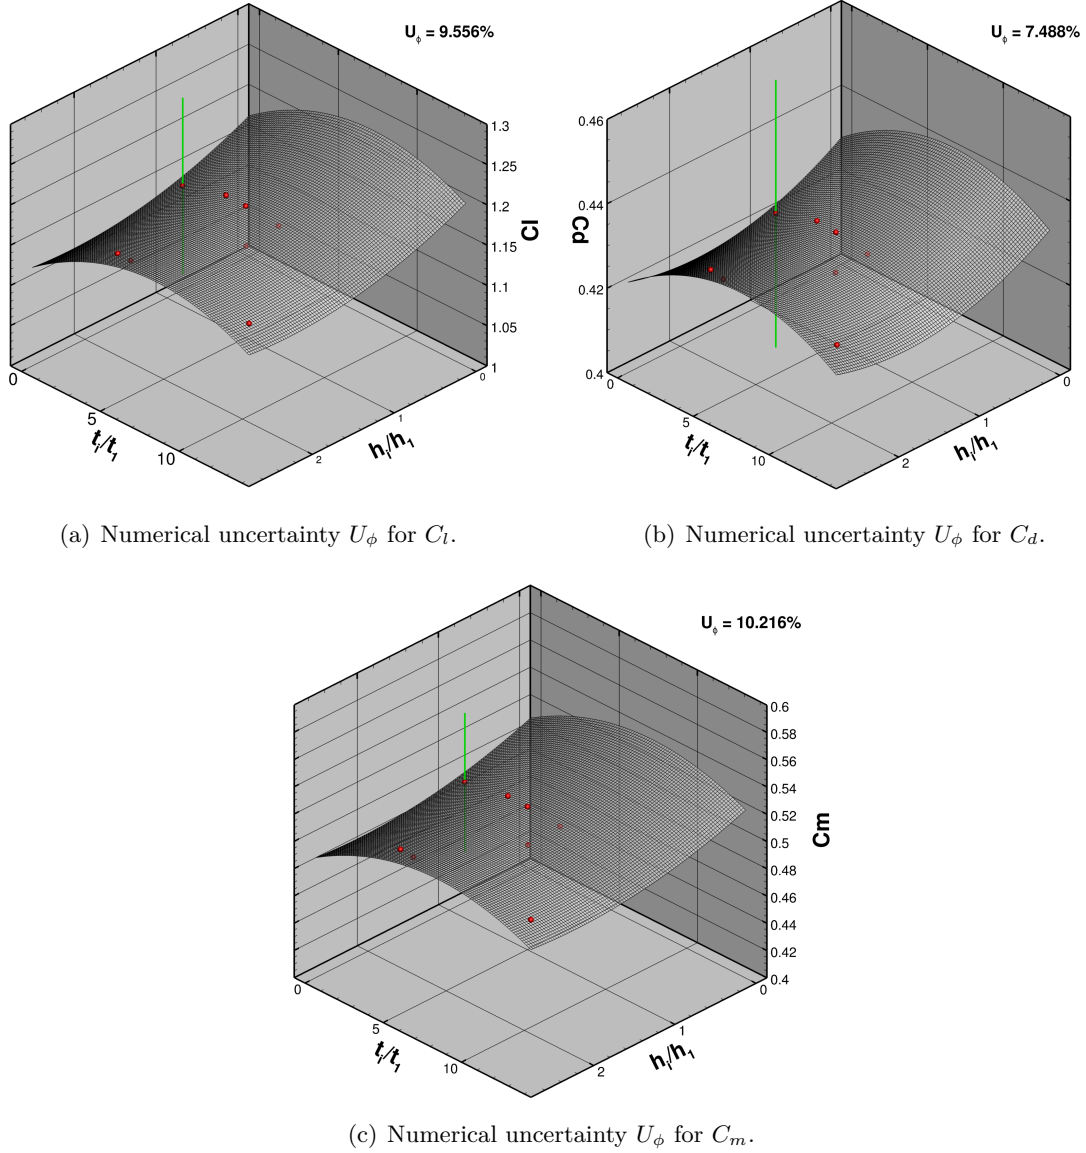 U_ϕ = 9.556%
1.3
1.25
1.2
1.15
1.1
1.05
1
Cl
0
5
10
t_i/t_1
0
1
2
h_i/h_1
(a) Numerical uncertainty U_ϕ for C_l.
U_ϕ = 7.488%
0.46
0.44
0.42
0.4
Cd
0
5
10
t_i/t_1
0
1
2
h_i/h_1
(b) Numerical uncertainty U_ϕ for C_d.
U_ϕ = 10.216%
0.6
0.58
0.56
0.54
0.52
0.5
0.48
0.46
0.44
0.42
0.4
Cm
0
5
10
t_i/t_1
0
1
2
h_i/h_1
(c) Numerical uncertainty U_ϕ for C_m.